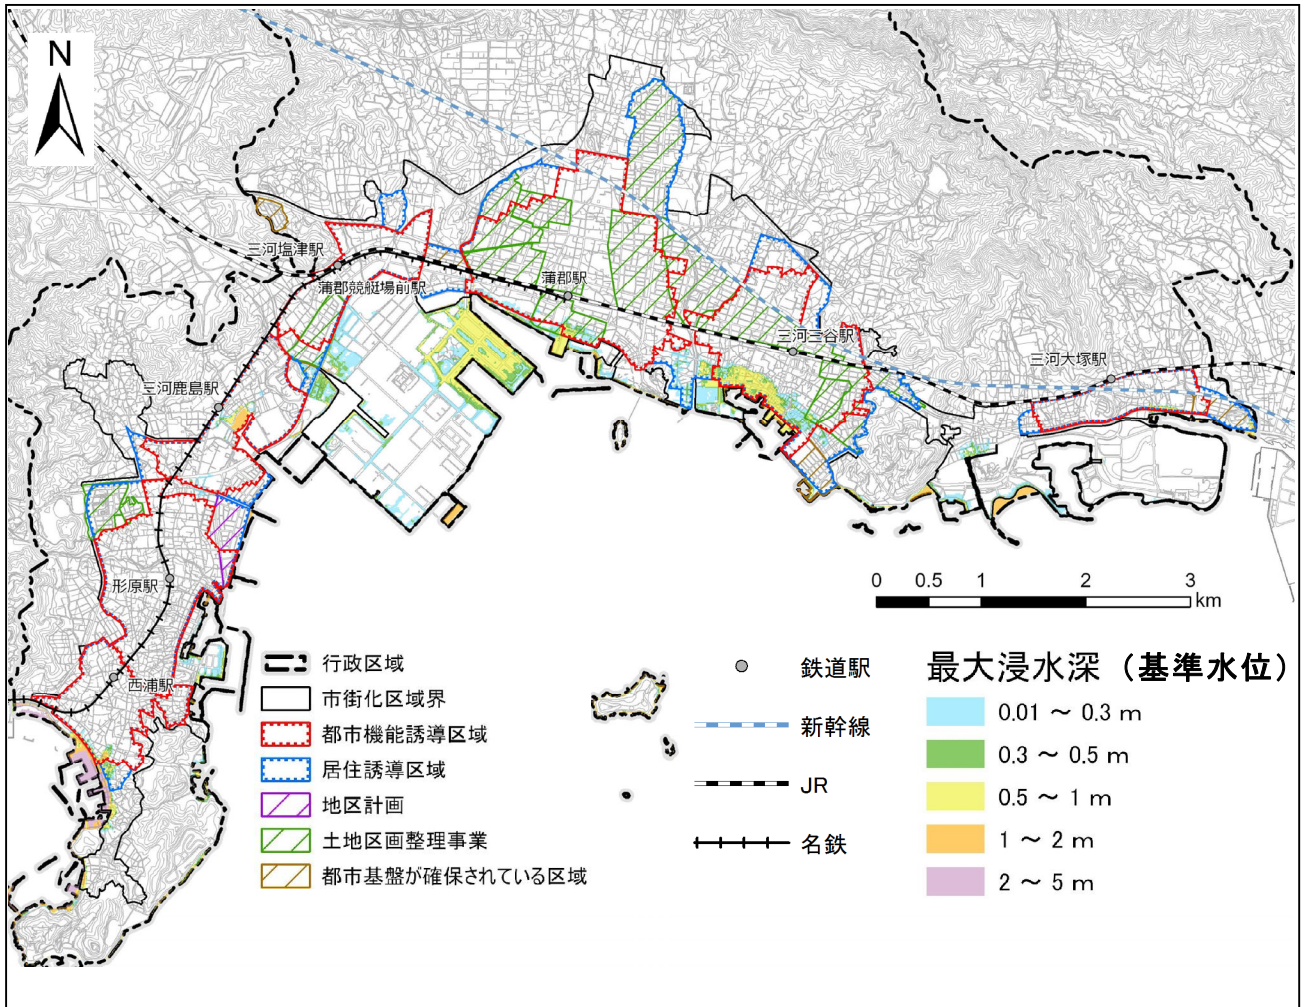 N
三河塩津駅
蒲郡競艇場前駅
蒲郡駅
三河三谷駅
三河大塚駅
三河鹿島駅
形原駅
西浦駅
0 0.5 1 2 3
km
行政区域
市街化区域界
都市機能誘導区域
居住誘導区域
地区計画
土地区画整理事業
都市基盤が確保されている区域
鉄道駅
新幹線
JR
名鉄
最大浸水深（基準水位）
0.01 ～ 0.3 m
0.3 ～ 0.5 m
0.5 ～ 1 m
1 ～ 2 m
2 ～ 5 m